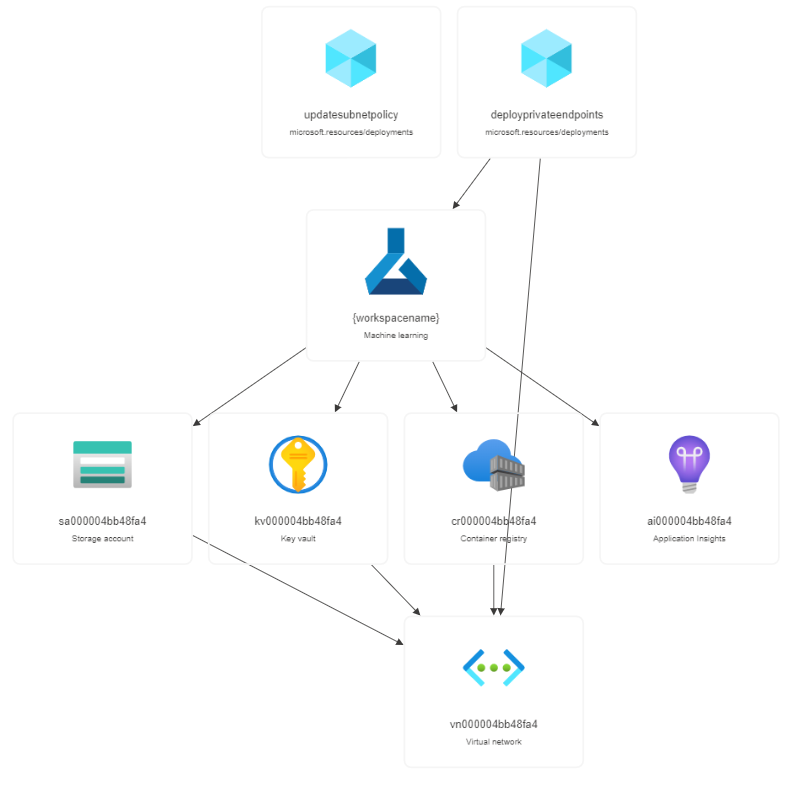 updatesubnetpolicy
microsoft.resources/deployments
deployprivateendpoints
microsoft.resources/deployments
{workspacename}
Machine learning
sa000004bb48fa4
Storage account
kv000004bb48fa4
Key vault
cr000004bb48fa4
Container registry
ai000004bb48fa4
Application Insights
vn000004bb48fa4
Virtual network